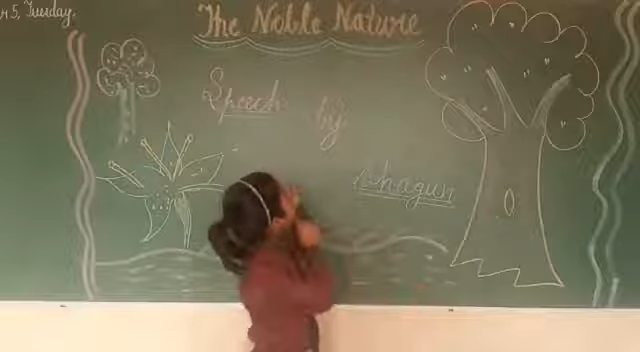 r 5, Tuesday.
The Noble Nature
Speech by
Shagun